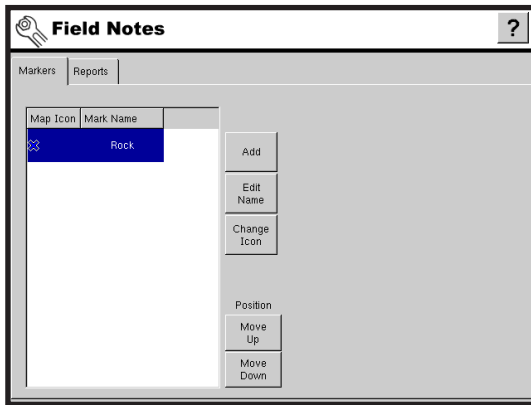 Field Notes
?
Markers
Reports
Map Icon
Mark Name
Rock
Add
Edit
Name
Change
Icon
Position
Move
Up
Move
Down